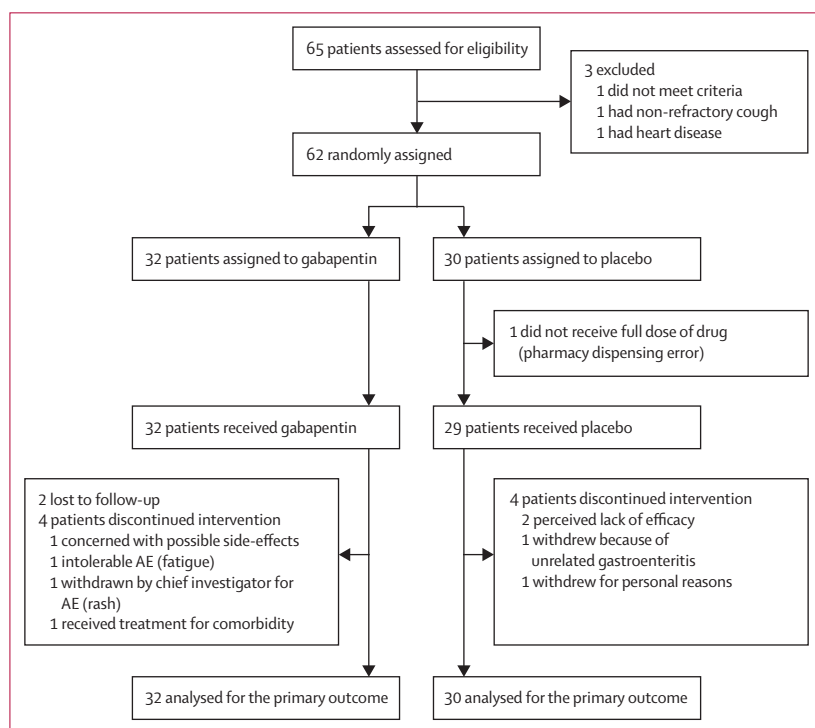 65 patients assessed for eligibility
3 excluded
1 did not meet criteria
1 had non-refractory cough
1 had heart disease
62 randomly assigned
32 patients assigned to gabapentin
30 patients assigned to placebo
1 did not receive full dose of drug
(pharmacy dispensing error)
32 patients received gabapentin
29 patients received placebo
2 lost to follow-up
4 patients discontinued intervention
1 concerned with possible side-effects
1 intolerable AE (fatigue)
1 withdrawn by chief investigator for
AE (rash)
1 received treatment for comorbidity
4 patients discontinued intervention
2 perceived lack of efficacy
1 withdrew because of
unrelated gastroenteritis
1 withdrew for personal reasons
32 analysed for the primary outcome
30 analysed for the primary outcome